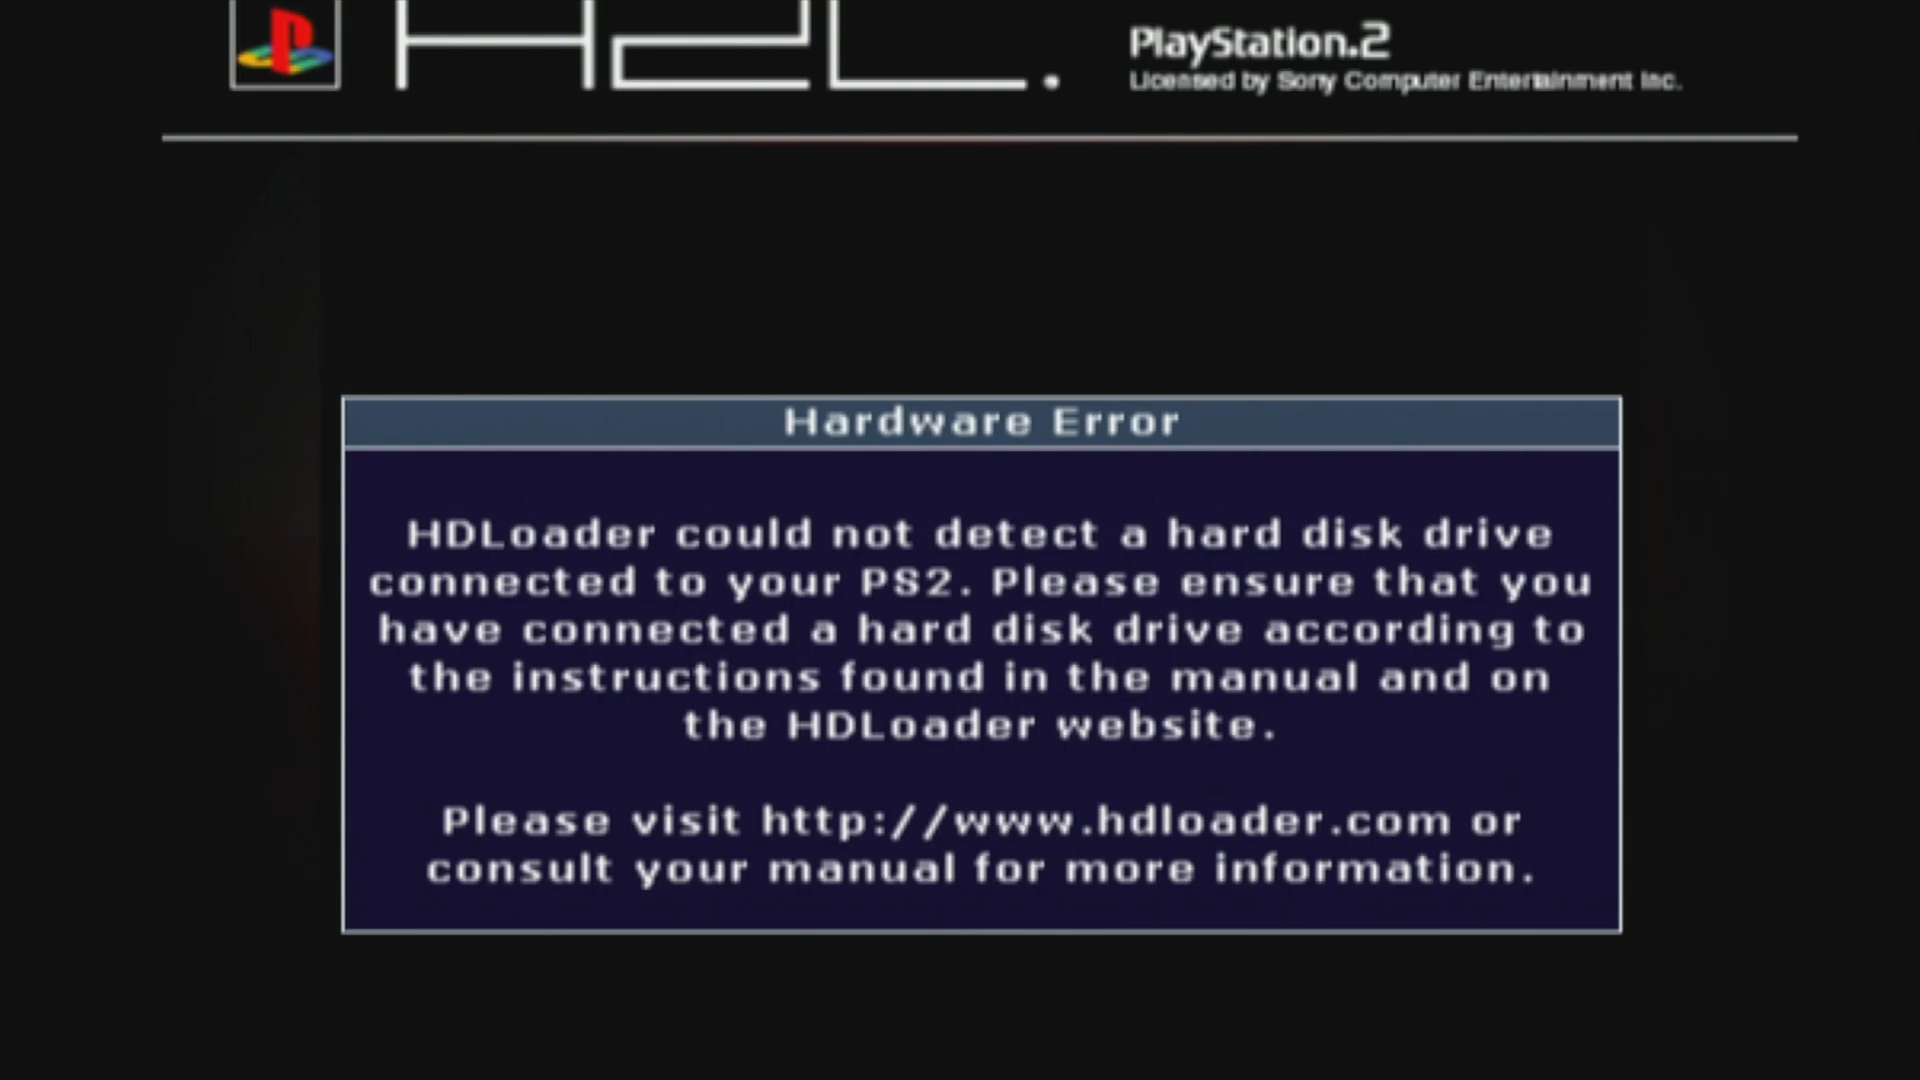 H2L.
PlayStation.2
Licensed by Sony Computer Entertainment Inc.
Hardware Error
HDLoader could not detect a hard disk drive
connected to your PS2. Please ensure that you
have connected a hard disk drive according to
the instructions found in the manual and on
the HDLoader website.
Please visit http://www.hdloader.com or
consult your manual for more information.